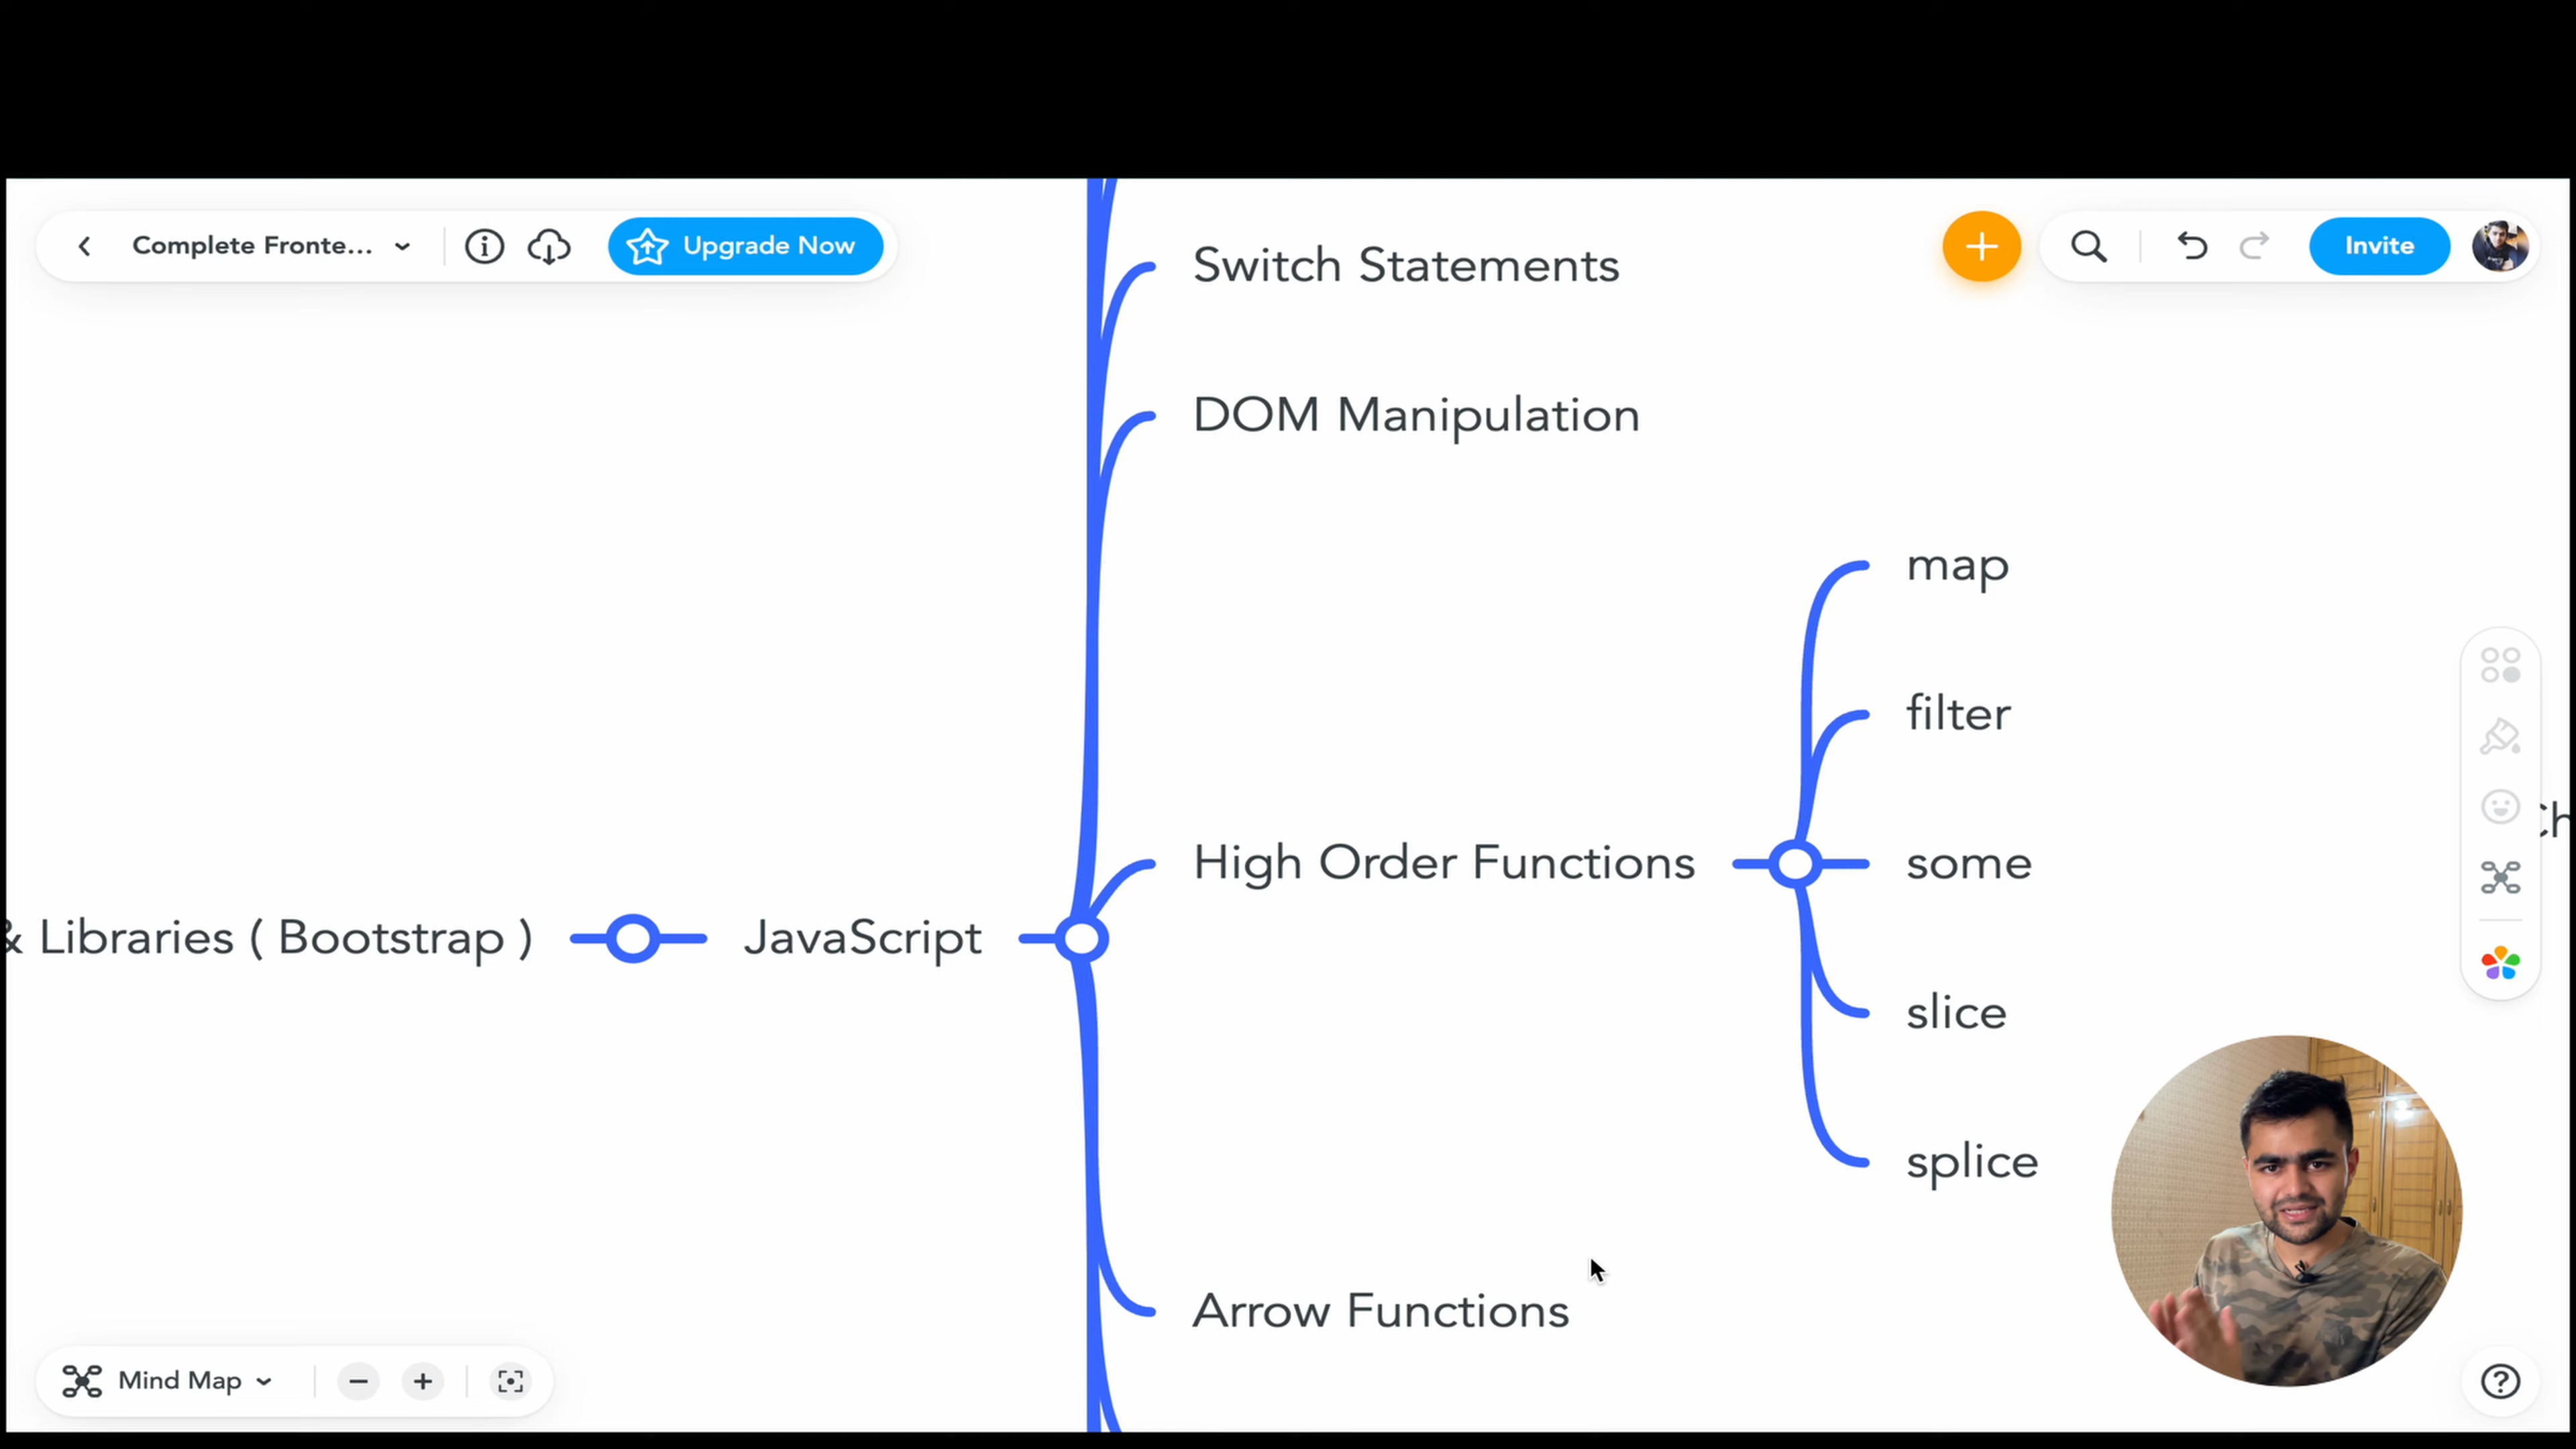 Complete Fronte...
Upgrade Now
Invite
Switch Statements
DOM Manipulation
map
filter
High Order Functions
some
& Libraries ( Bootstrap )
JavaScript
slice
splice
Arrow Functions
Mind Map